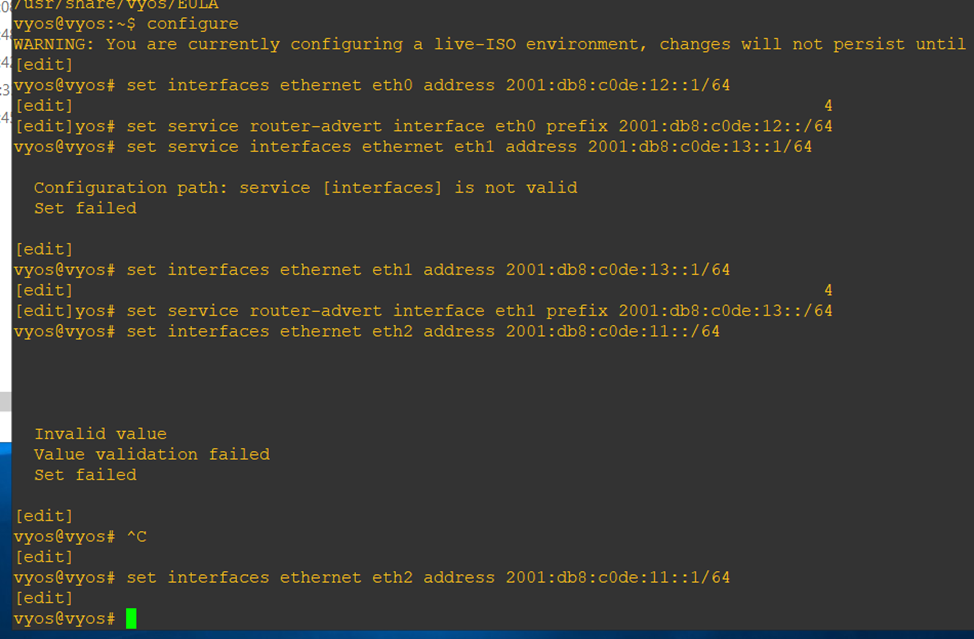 /usr/share/vyos/EULA
vyos@vyos:~$ configure
WARNING: You are currently configuring a live-ISO environment, changes will not persist until
[edit]
vyos@vyos# set interfaces ethernet eth0 address 2001:db8:c0de:12::1/64
[edit] 4
[edit]yos# set service router-advert interface eth0 prefix 2001:db8:c0de:12::/64
vyos@vyos# set service interfaces ethernet eth1 address 2001:db8:c0de:13::1/64
Configuration path: service [interfaces] is not valid
Set failed
[edit]
vyos@vyos# set interfaces ethernet eth1 address 2001:db8:c0de:13::1/64
[edit] 4
[edit]yos# set service router-advert interface eth1 prefix 2001:db8:c0de:13::/64
vyos@vyos# set interfaces ethernet eth2 address 2001:db8:c0de:11::/64
Invalid value
Value validation failed
Set failed
[edit]
vyos@vyos# ^C
[edit]
vyos@vyos# set interfaces ethernet eth2 address 2001:db8:c0de:11::1/64
[edit]
vyos@vyos#